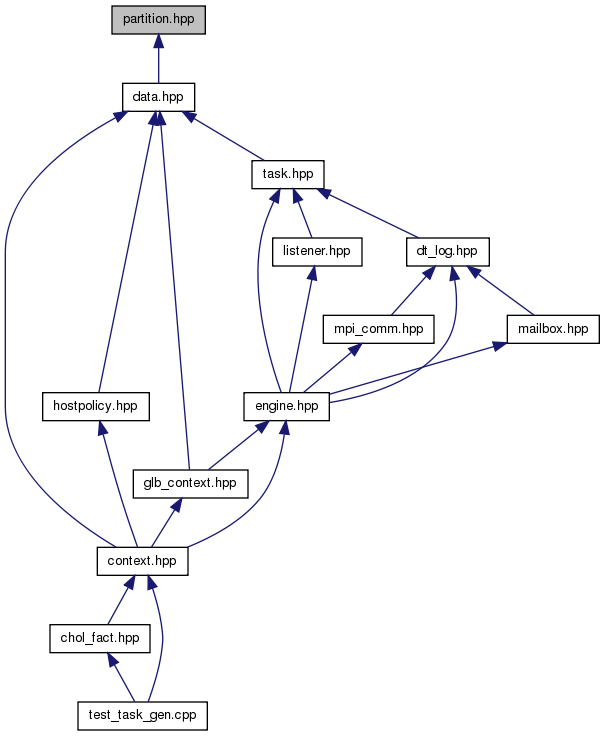 partition.hpp
data.hpp
task.hpp
listener.hpp
dt_log.hpp
mpi_comm.hpp
mailbox.hpp
hostpolicy.hpp
engine.hpp
glb_context.hpp
context.hpp
chol_fact.hpp
test_task_gen.cpp